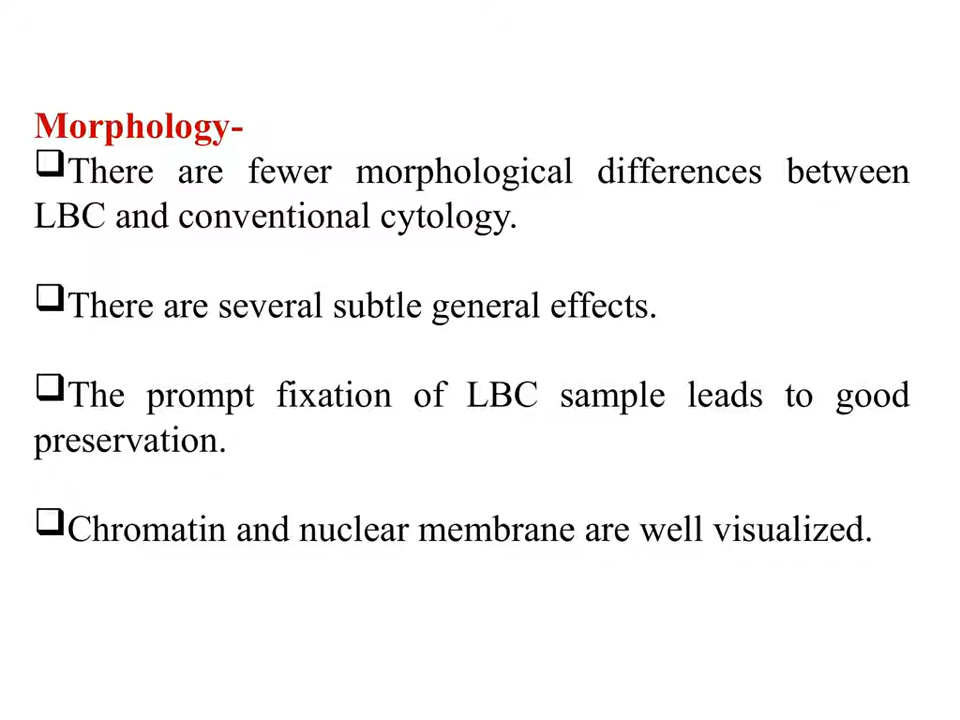 Morphology-
❑There are fewer morphological differences between
LBC and conventional cytology.
❑There are several subtle general effects.
❑The prompt fixation of LBC sample leads to good
preservation.
❑Chromatin and nuclear membrane are well visualized.